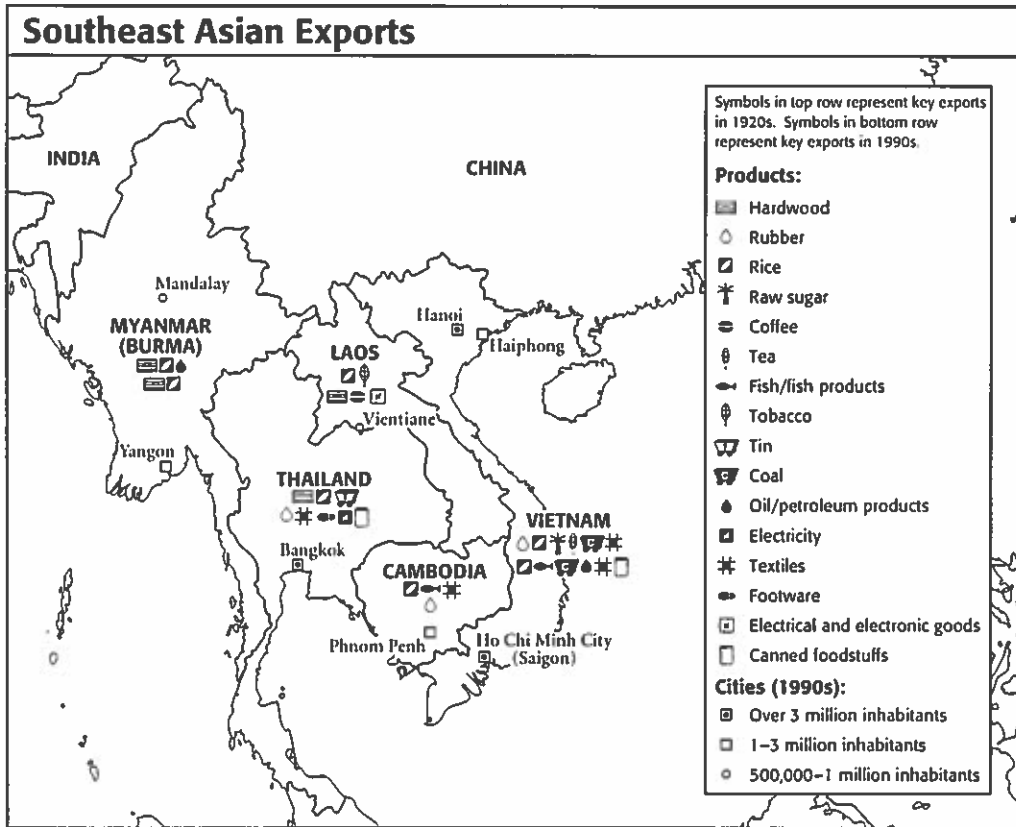 Southeast Asian Exports
INDIA
CHINA
Mandalay
MYANMAR
(BURMA)
Hanoi
Haiphong
LAOS
Vientiane
Yangon
THAILAND
Bangkok
VIETNAM
CAMBODIA
Phnom Penh
Ho Chi Minh City
(Saigon)
Symbols in top row represent key exports
in 1920s. Symbols in bottom row
represent key exports in 1990s.
Products:
Hardwood
Rubber
Rice
Raw sugar
Coffee
Tea
Fish/fish products
Tobacco
Tin
Coal
Oil/petroleum products
Electricity
Textiles
Footware
Electrical and electronic goods
Canned foodstuffs
Cities (1990s):
Over 3 million inhabitants
1–3 million inhabitants
500,000–1 million inhabitants